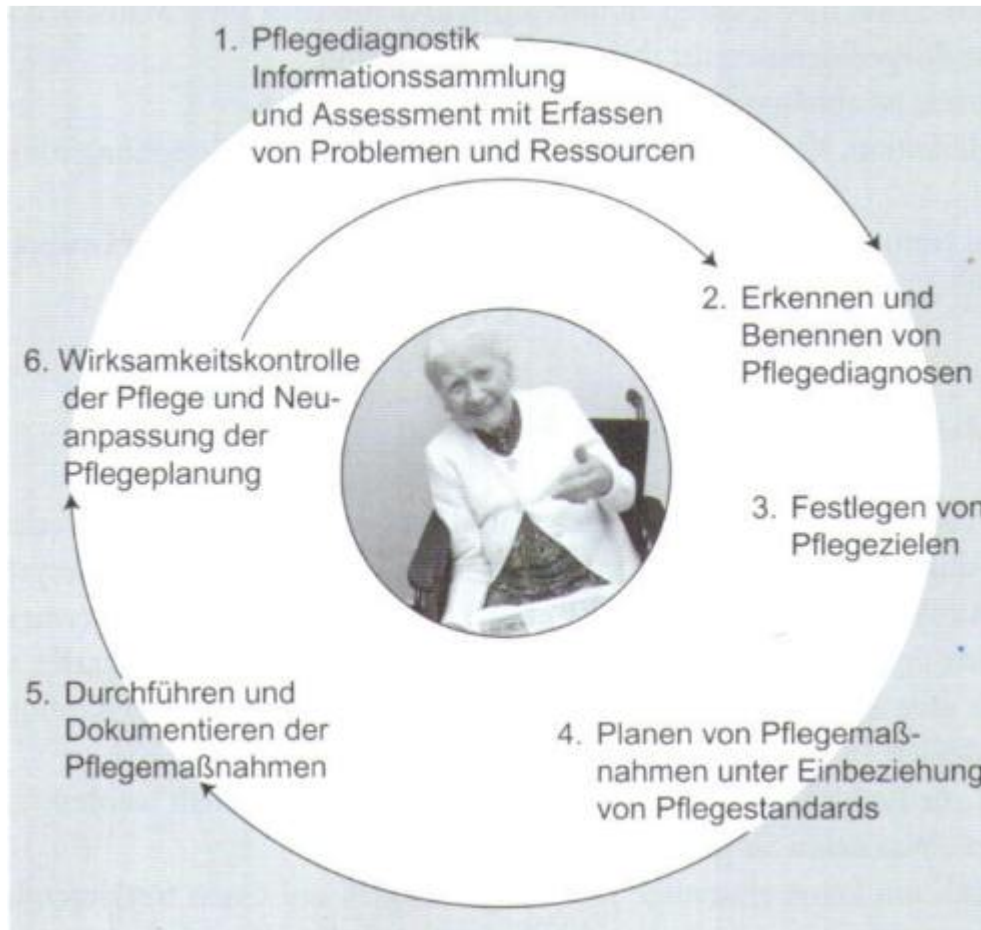 1. Pflegediagnostik
Informationssammlung
und Assessment mit Erfassen
von Problemen und Ressourcen
2. Erkennen und
Benennen von
Pflegediagnosen
3. Festlegen von
Pflegezielen
4. Planen von Pflegemaß-
nahmen unter Einbeziehung
von Pflegestandards
5. Durchführen und
Dokumentieren der
Pflegemaßnahmen
6. Wirksamkeitskontrolle
der Pflege und Neu-
anpassung der
Pflegeplanung